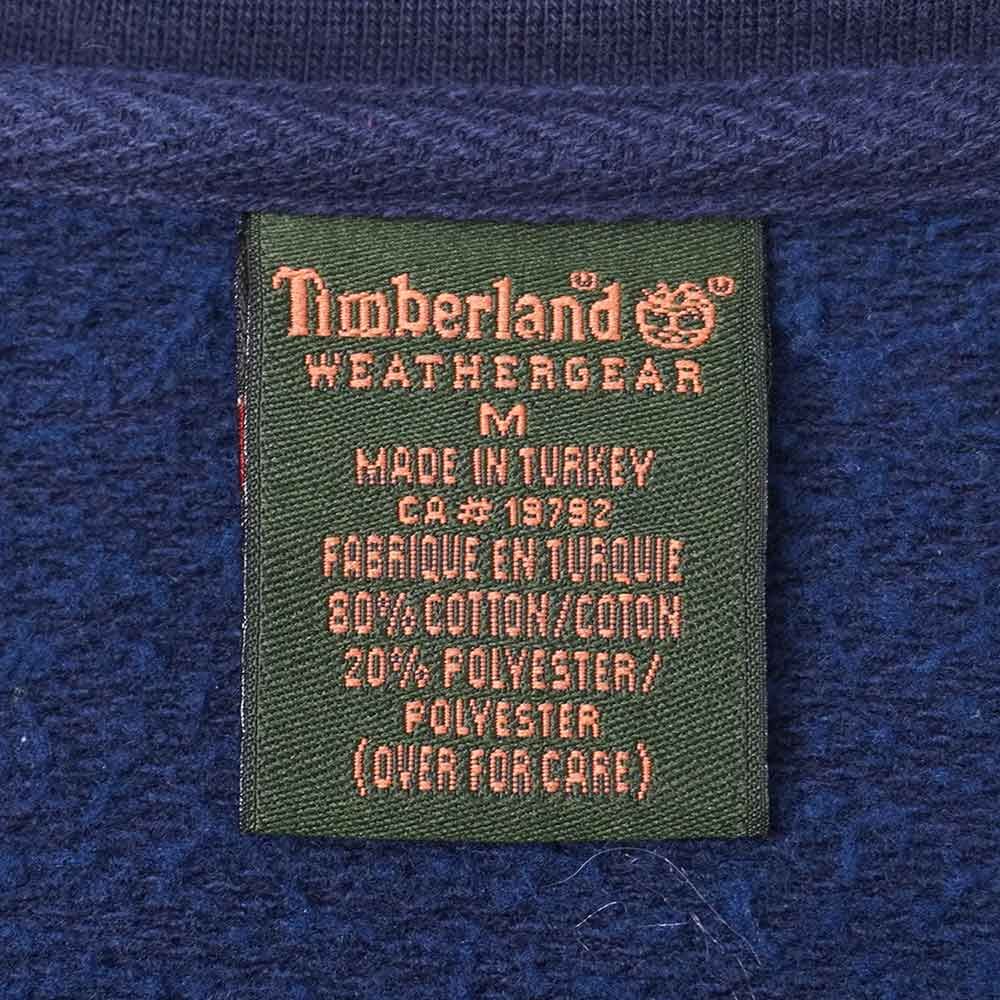 Timberland
WEATHERGEAR
M
MADE IN TURKEY
CA# 19792
FABRIQUE EN TURQUIE
80% COTTON/COTON
20% POLYESTER/
POLYESTER
(OVER FOR CARE)